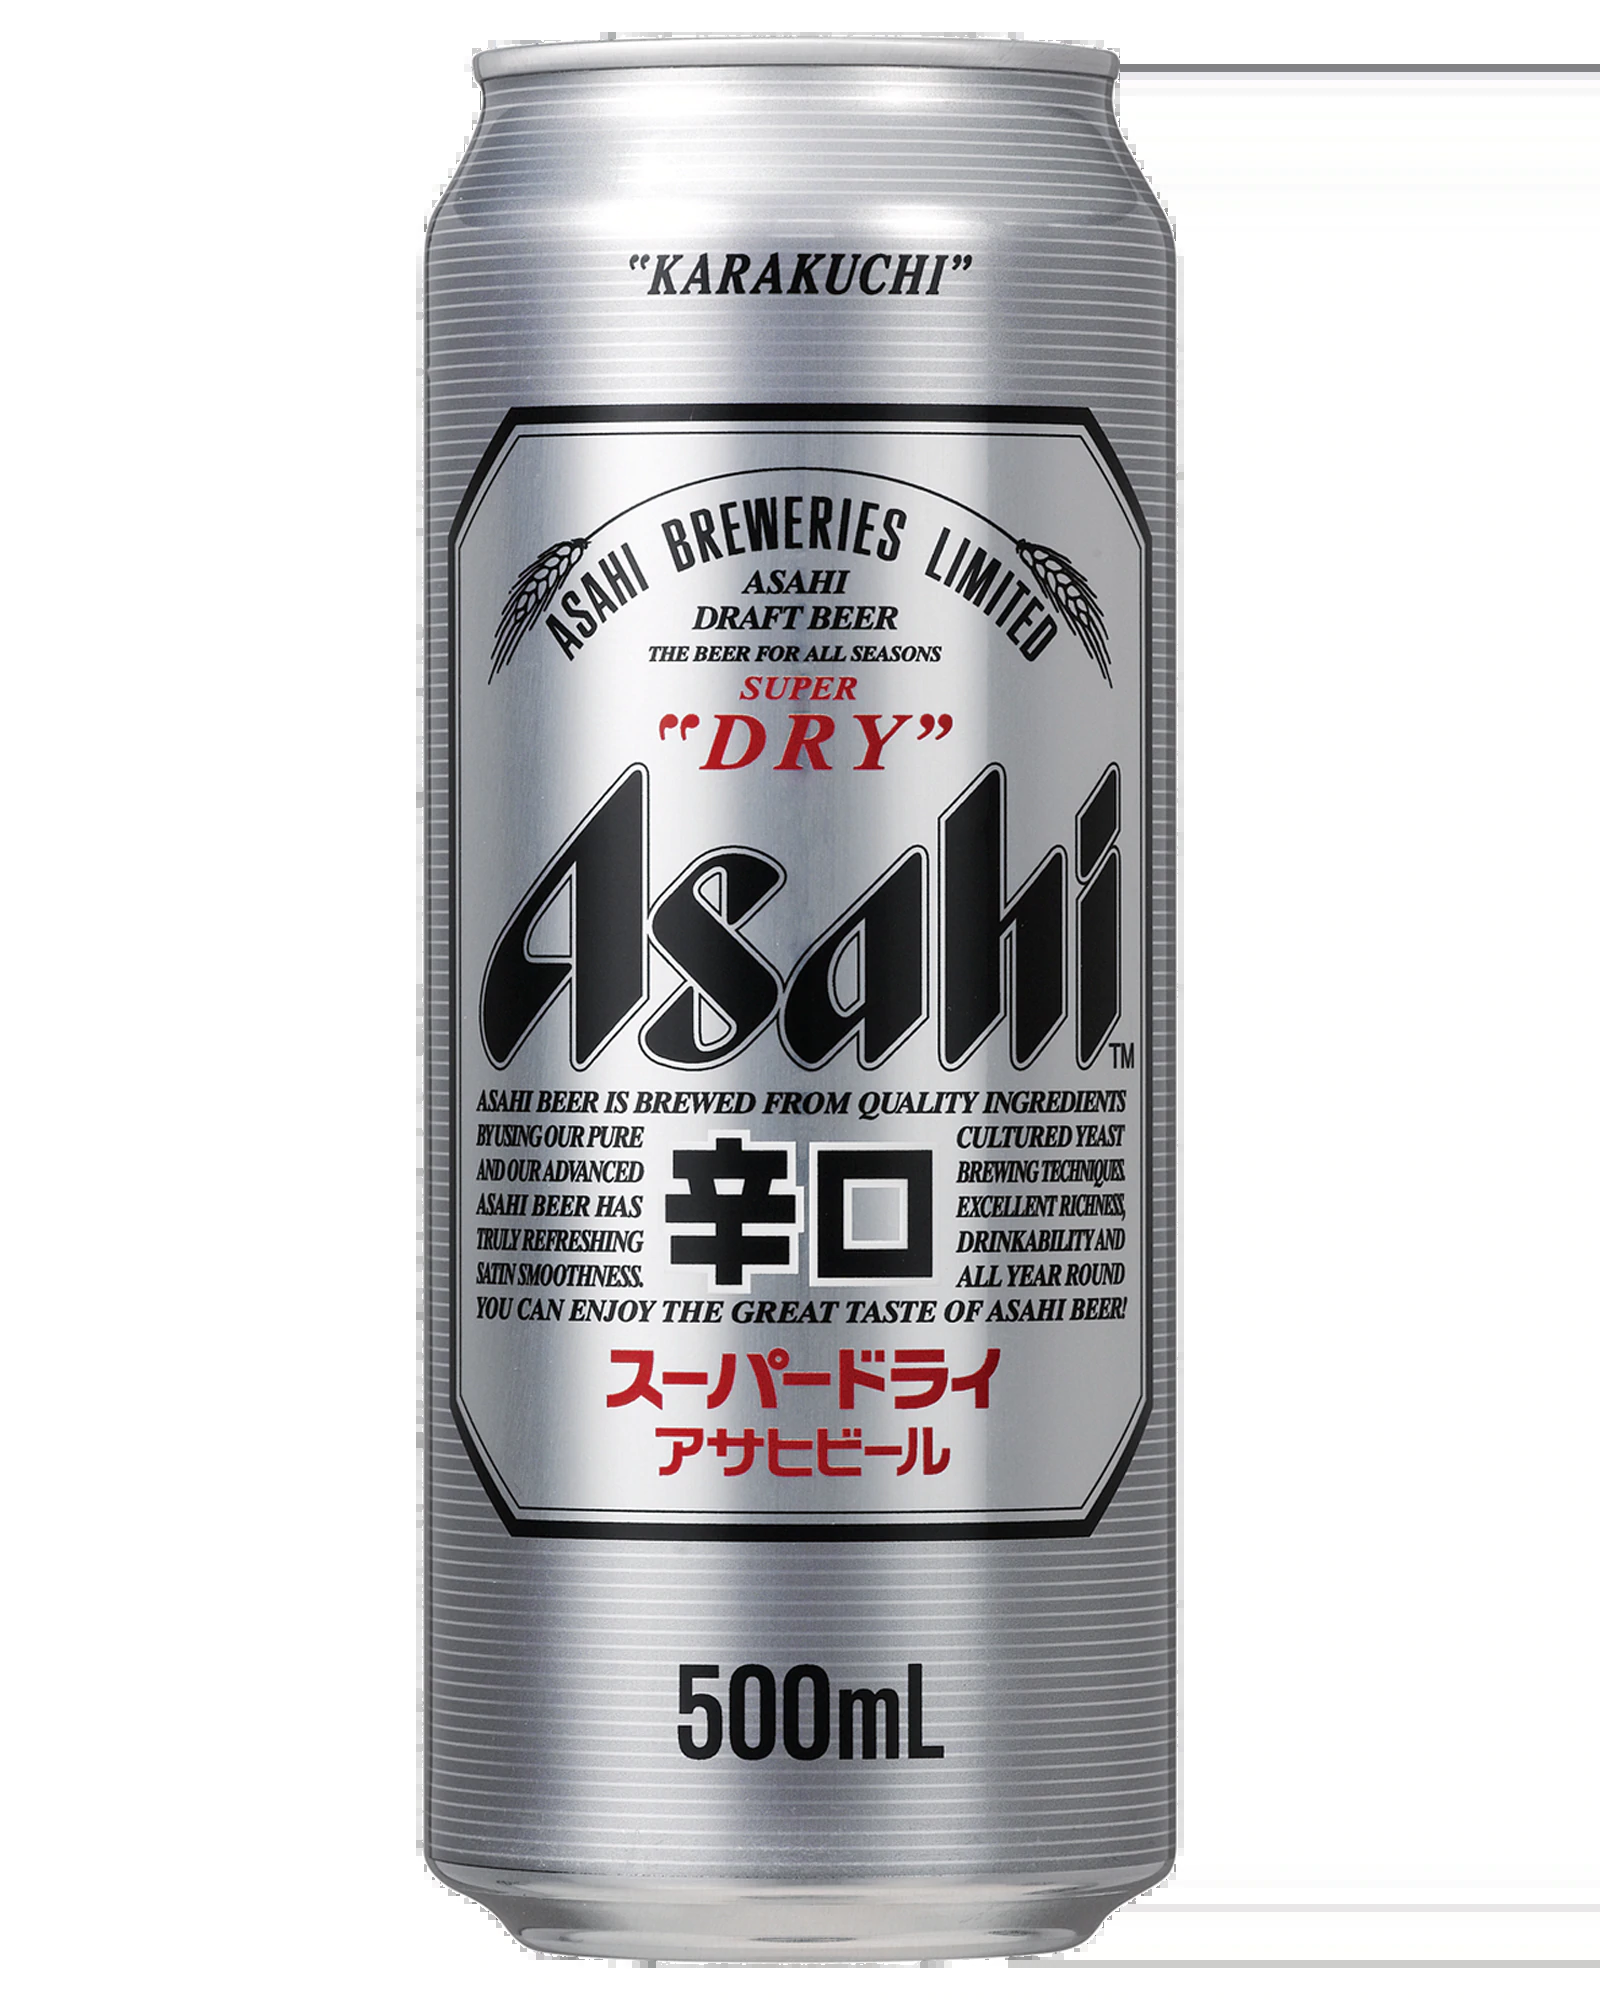 “KARAKUCHI”
ASAHI BREWERIES LIMITED
ASAHI
DRAFT BEER
THE BEER FOR ALL SEASONS
SUPER
“DRY”
Asahi TM
ASAHI BEER IS BREWED FROM QUALITY INGREDIENTS
BY USING OUR PURE CULTURED YEAST
AND OUR ADVANCED BREWING TECHNIQUES.
ASAHI BEER HAS EXCELLENT RICHNESS,
TRULY REFRESHING DRINKABILITY AND
SATIN SMOOTHNESS. ALL YEAR ROUND
辛口
YOU CAN ENJOY THE GREAT TASTE OF ASAHI BEER!
スーパードライ
アサヒビール
500mL